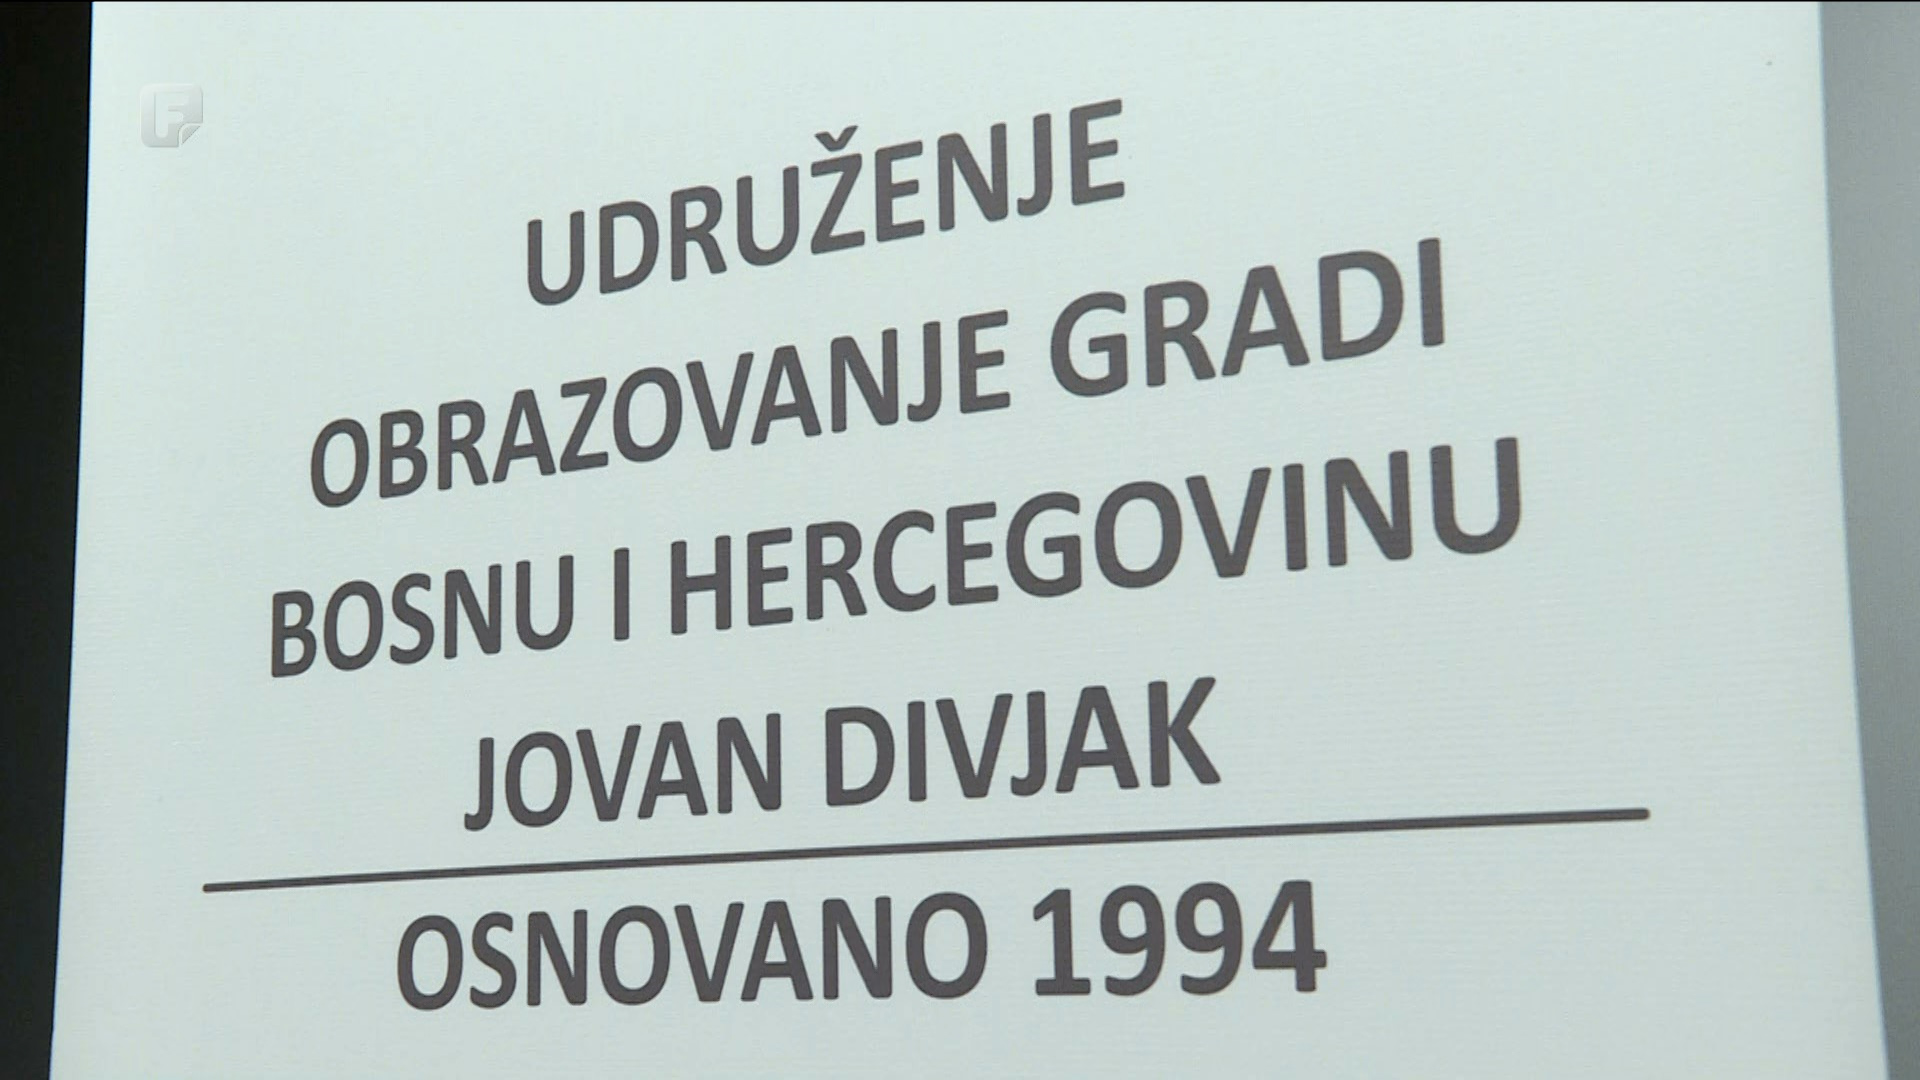 F
UDRUŽENJE
OBRAZOVANJE GRADI
BOSNU I HERCEGOVINU
JOVAN DIVJAK
OSNOVANO 1994